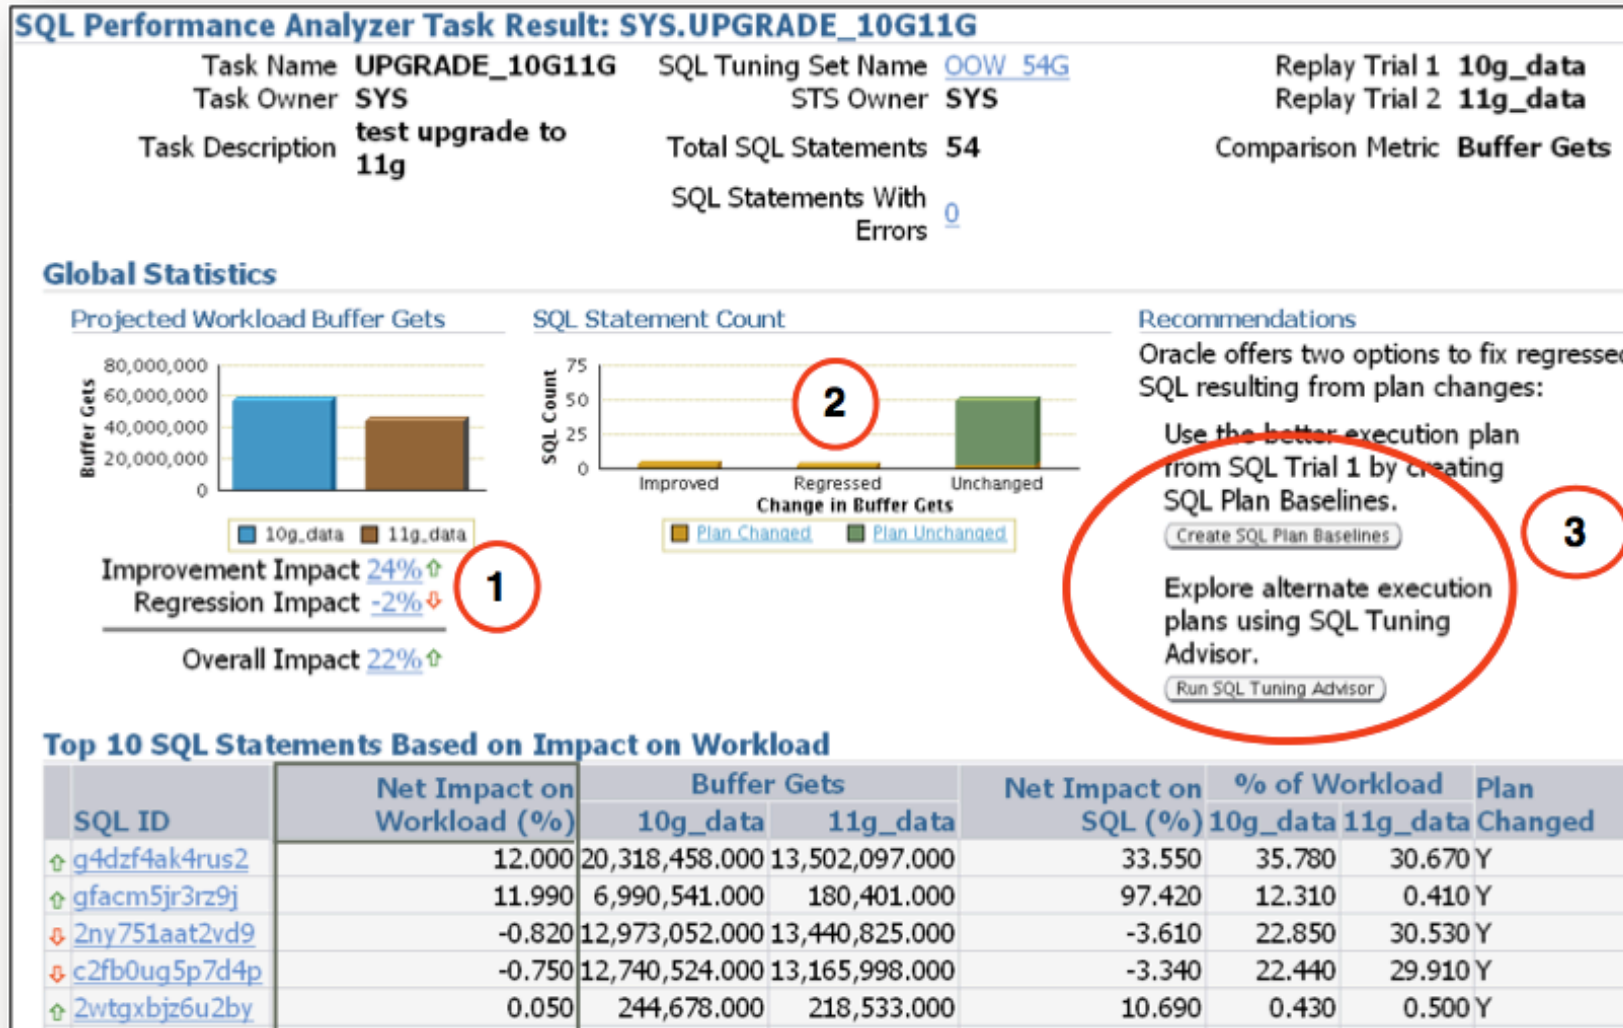 SQL Performance Analyzer Task Result: SYS.UPGRADE_10G11G
Task Name UPGRADE_10G11G SQL Tuning Set Name OOW_54G Replay Trial 1 10g_data
Task Owner SYS STS Owner SYS Replay Trial 2 11g_data
Task Description test upgrade to 11g Total SQL Statements 54 Comparison Metric Buffer Gets
SQL Statements With Errors 0
Global Statistics
Projected Workload Buffer Gets
Buffer Gets
80,000,000
60,000,000
40,000,000
20,000,000
0
10g_data 11g_data
Improvement Impact 24%
Regression Impact -2%
Overall Impact 22%
1
SQL Statement Count
SQL Count
75
50
25
0
2
Improved Regressed Unchanged
Change in Buffer Gets
Plan Changed Plan Unchanged
Recommendations
Oracle offers two options to fix regressed
SQL resulting from plan changes:
Use the better execution plan
from SQL Trial 1 by creating
SQL Plan Baselines.
Create SQL Plan Baselines
3
Explore alternate execution
plans using SQL Tuning
Advisor.
Run SQL Tuning Advisor
Top 10 SQL Statements Based on Impact on Workload
SQL ID Net Impact on Workload (%) Buffer Gets 10g_data 11g_data Net Impact on SQL (%) % of Workload 10g_data 11g_data Plan Changed
g4dzf4ak4rus2 12.000 20,318,458.000 13,502,097.000 33.550 35.780 30.670 Y
gfacm5jr3rz9j 11.990 6,990,541.000 180,401.000 97.420 12.310 0.410 Y
2ny751aat2vd9 -0.820 12,973,052.000 13,440,825.000 -3.610 22.850 30.530 Y
c2fb0ug5p7d4p -0.750 12,740,524.000 13,165,998.000 -3.340 22.440 29.910 Y
2wtgxbjz6u2by 0.050 244,678.000 218,533.000 10.690 0.430 0.500 Y